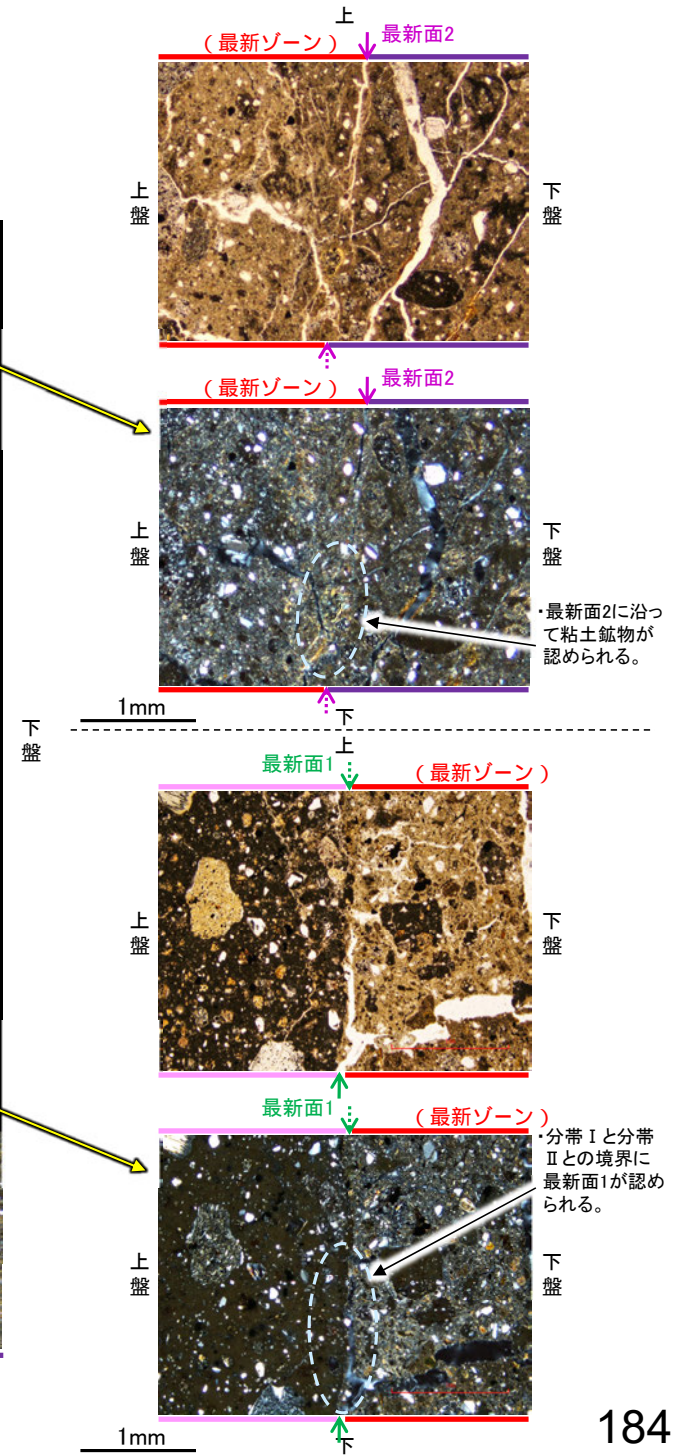 上
(最新ゾーン) 最新面2
上盤
下盤
(最新ゾーン) 最新面2
上盤
下盤
・最新面2に沿っ
て粘土鉱物が
認められる。
1mm
下
下盤
上
最新面1 (最新ゾーン)
上盤
下盤
最新面1 (最新ゾーン)
・分帯Ⅰと分帯
Ⅱとの境界に
最新面1が認め
られる。
上盤
下盤
1mm
下
184